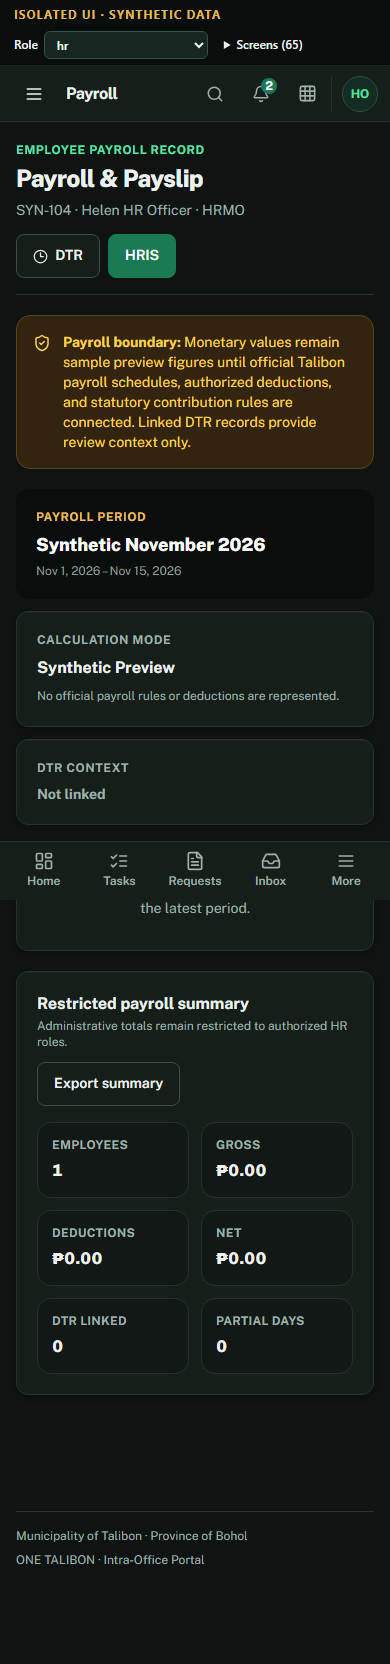 ISOLATED UI · SYNTHETIC DATA
Role hr ▶ Screens (65)
Payroll 2 HO
EMPLOYEE PAYROLL RECORD
Payroll & Payslip
SYN-104 · Helen HR Officer · HRMO
DTR HRIS
Payroll boundary: Monetary values remain
sample preview figures until official Talibon
payroll schedules, authorized deductions,
and statutory contribution rules are
connected. Linked DTR records provide
review context only.
PAYROLL PERIOD
Synthetic November 2026
Nov 1, 2026 – Nov 15, 2026
CALCULATION MODE
Synthetic Preview
No official payroll rules or deductions are represented.
DTR CONTEXT
Not linked
Home Tasks Requests Inbox More
the latest period.
Restricted payroll summary
Administrative totals remain restricted to authorized HR
roles.
Export summary
EMPLOYEES GROSS
1 ₱0.00
DEDUCTIONS NET
₱0.00 ₱0.00
DTR LINKED PARTIAL DAYS
0 0
Municipality of Talibon · Province of Bohol
ONE TALIBON · Intra-Office Portal